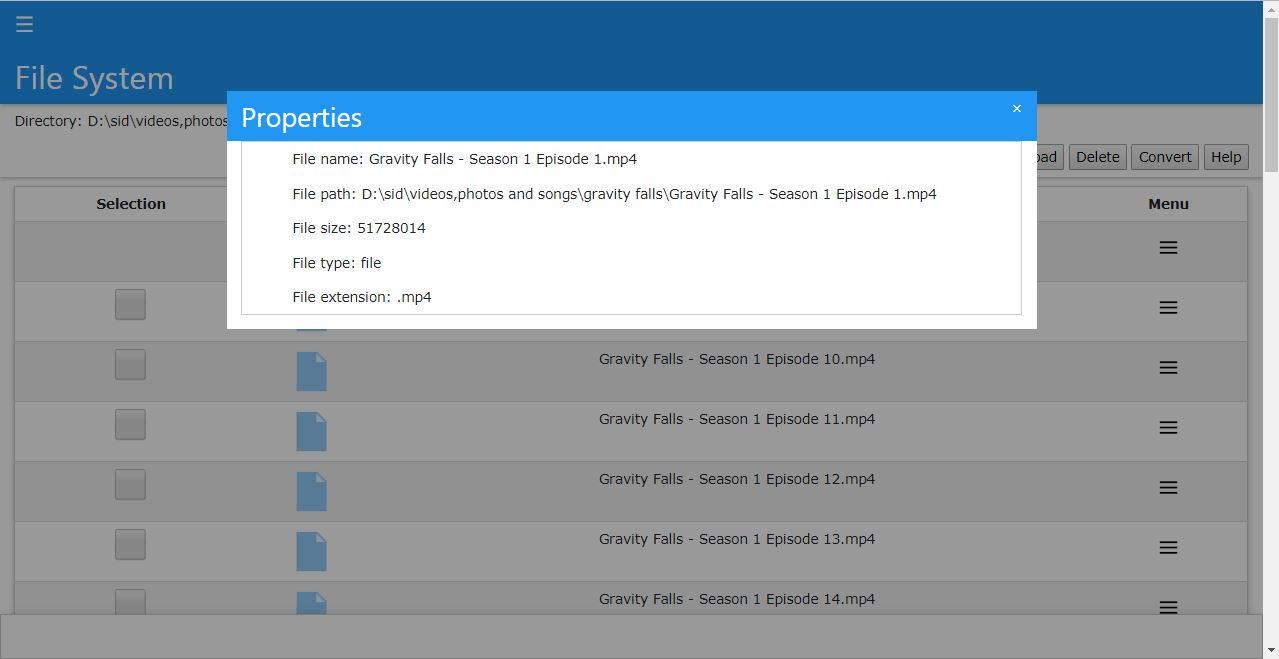 ☰
File System
Properties
×
Directory: D:\sid\videos,photos
File name: Gravity Falls - Season 1 Episode 1.mp4
Delete
Convert
Help
File path: D:\sid\videos,photos and songs\gravity falls\Gravity Falls - Season 1 Episode 1.mp4
Selection
Menu
File size: 51728014
File type: file
File extension: .mp4
Gravity Falls - Season 1 Episode 10.mp4
Gravity Falls - Season 1 Episode 11.mp4
Gravity Falls - Season 1 Episode 12.mp4
Gravity Falls - Season 1 Episode 13.mp4
Gravity Falls - Season 1 Episode 14.mp4